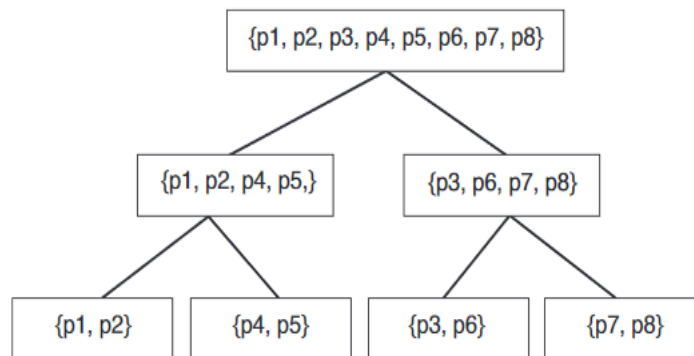 {p1, p2, p3, p4, p5, p6, p7, p8}
{p1, p2, p4, p5,}
{p3, p6, p7, p8}
{p1, p2}
{p4, p5}
{p3, p6}
{p7, p8}